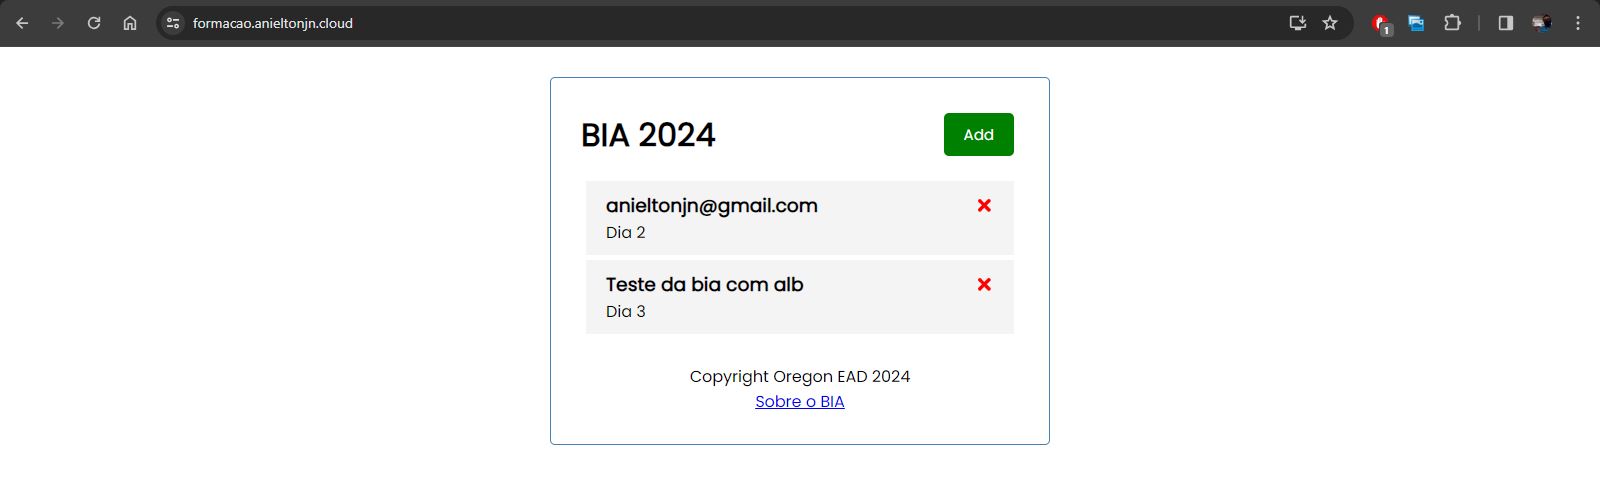 formacao.anieltonjn.cloud
1
BIA 2024
Add
anieltonjn@gmail.com
Dia 2
Teste da bia com alb
Dia 3
Copyright Oregon EAD 2024
Sobre o BIA